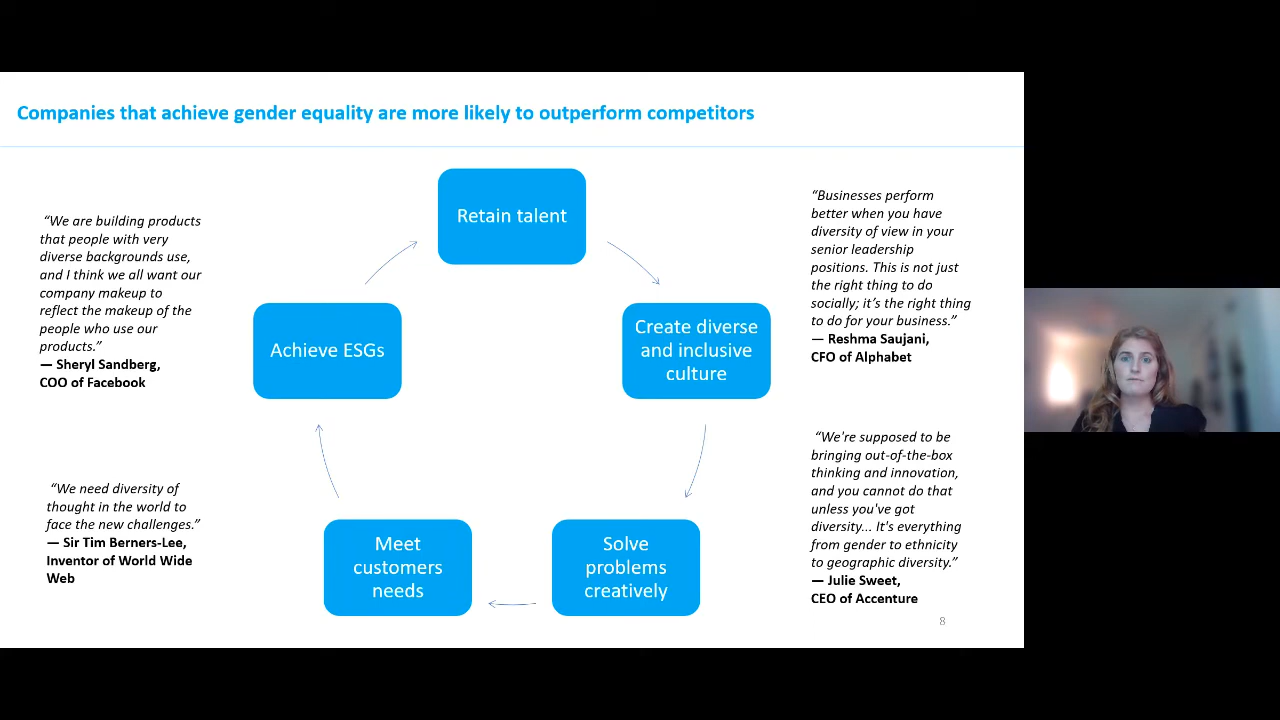 Companies that achieve gender equality are more likely to outperform competitors
“We are building products
that people with very
diverse backgrounds use,
and I think we all want our
company makeup to
reflect the makeup of the
people who use our
products.”
— Sheryl Sandberg,
COO of Facebook
“We need diversity of
thought in the world to
face the new challenges.”
— Sir Tim Berners-Lee,
Inventor of World Wide
Web
Retain talent
Create diverse
and inclusive
culture
Solve
problems
creatively
Meet
customers
needs
Achieve ESGs
“Businesses perform
better when you have
diversity of view in your
senior leadership
positions. This is not just
the right thing to do
socially; it’s the right thing
to do for your business.”
— Reshma Saujani,
CFO of Alphabet
“We're supposed to be
bringing out-of-the-box
thinking and innovation,
and you cannot do that
unless you've got
diversity... It's everything
from gender to ethnicity
to geographic diversity.”
— Julie Sweet,
CEO of Accenture
8